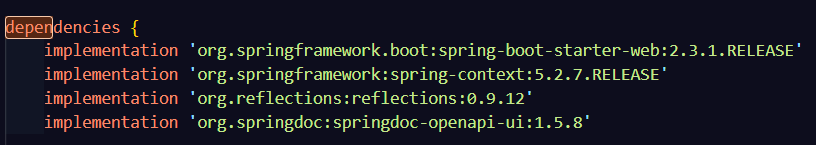 dependencies {
    implementation 'org.springframework.boot:spring-boot-starter-web:2.3.1.RELEASE'
    implementation 'org.springframework:spring-context:5.2.7.RELEASE'
    implementation 'org.reflections:reflections:0.9.12'
    implementation 'org.springdoc:springdoc-openapi-ui:1.5.8'